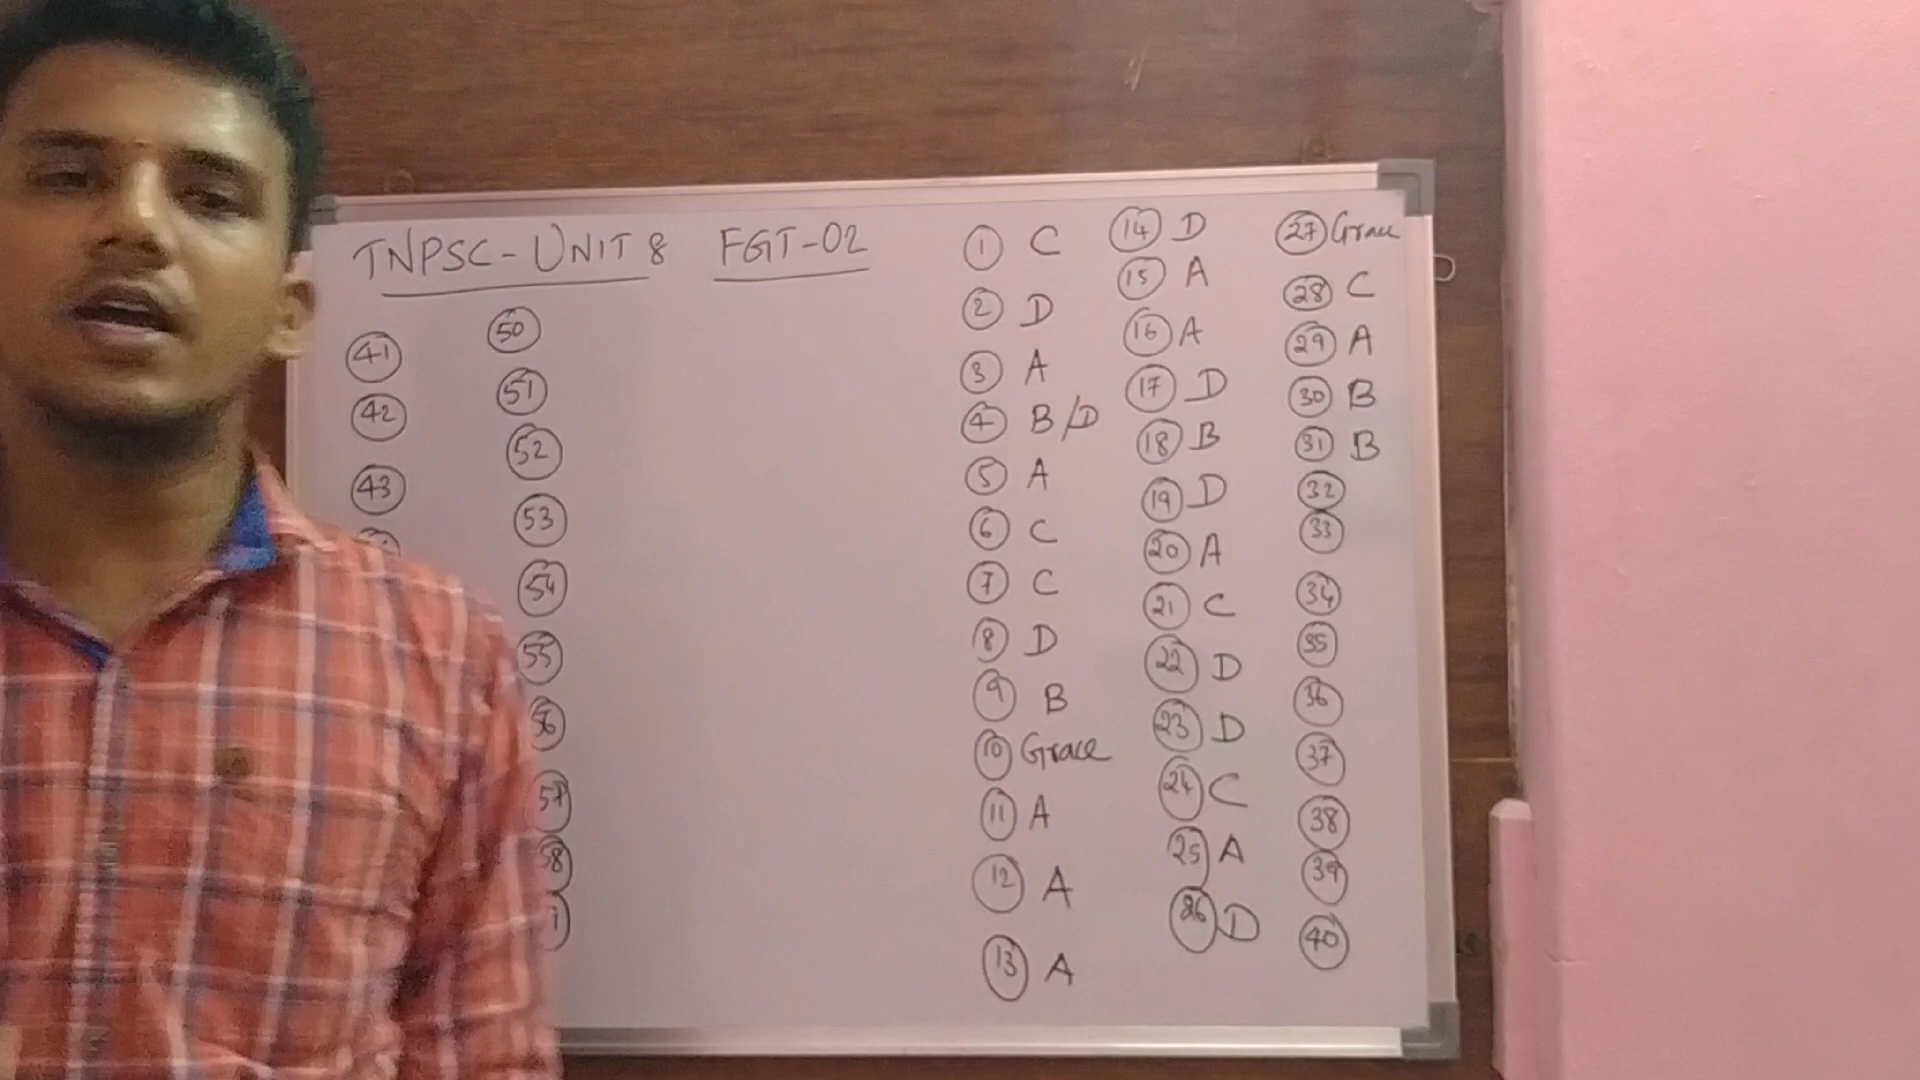 TNPSC - UNIT 8 FGT-02
41
42
43
50
51
52
53
54
55
56
57
58
1 C
2 D
3 A
4 B/D
5 A
6 C
7 C
8 D
9 B
10 Grace
11 A
12 A
13 A
14 D
15 A
16 A
17 D
18 B
19 D
20 A
21 C
22 D
23 D
24 C
25 A
26 D
27 Grace
28 C
29 A
30 B
31 B
32
33
34
35
36
37
38
39
40